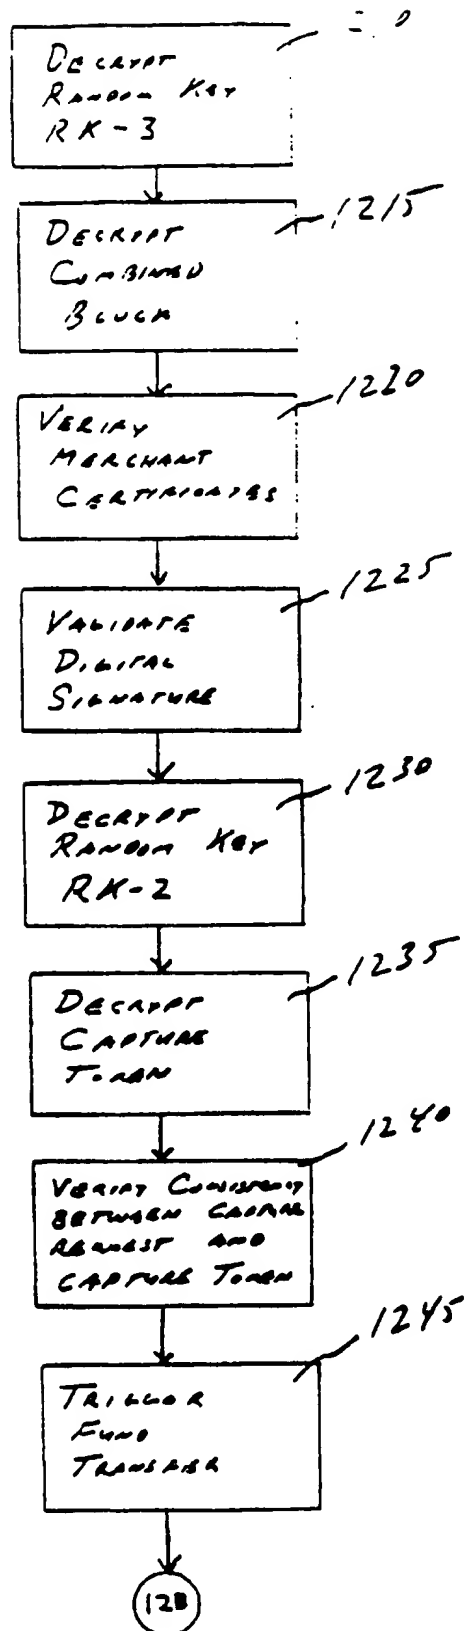 DECRYPT
RANDOM KEY
RK-3
1215
DECRYPT
COMBINED
BLOCK
1220
VERIFY
MERCHANT
CERTIFICATES
1225
VALIDATE
DIGITAL
SIGNATURE
1230
DECRYPT
RANDOM KEY
RK-2
1235
DECRYPT
CAPTURE
TOKEN
1240
VERIFY CONSISTENCY
BETWEEN CAPTURE
REQUEST AND
CAPTURE TOKEN
1245
TRIGGER
FUND
TRANSFER
12B